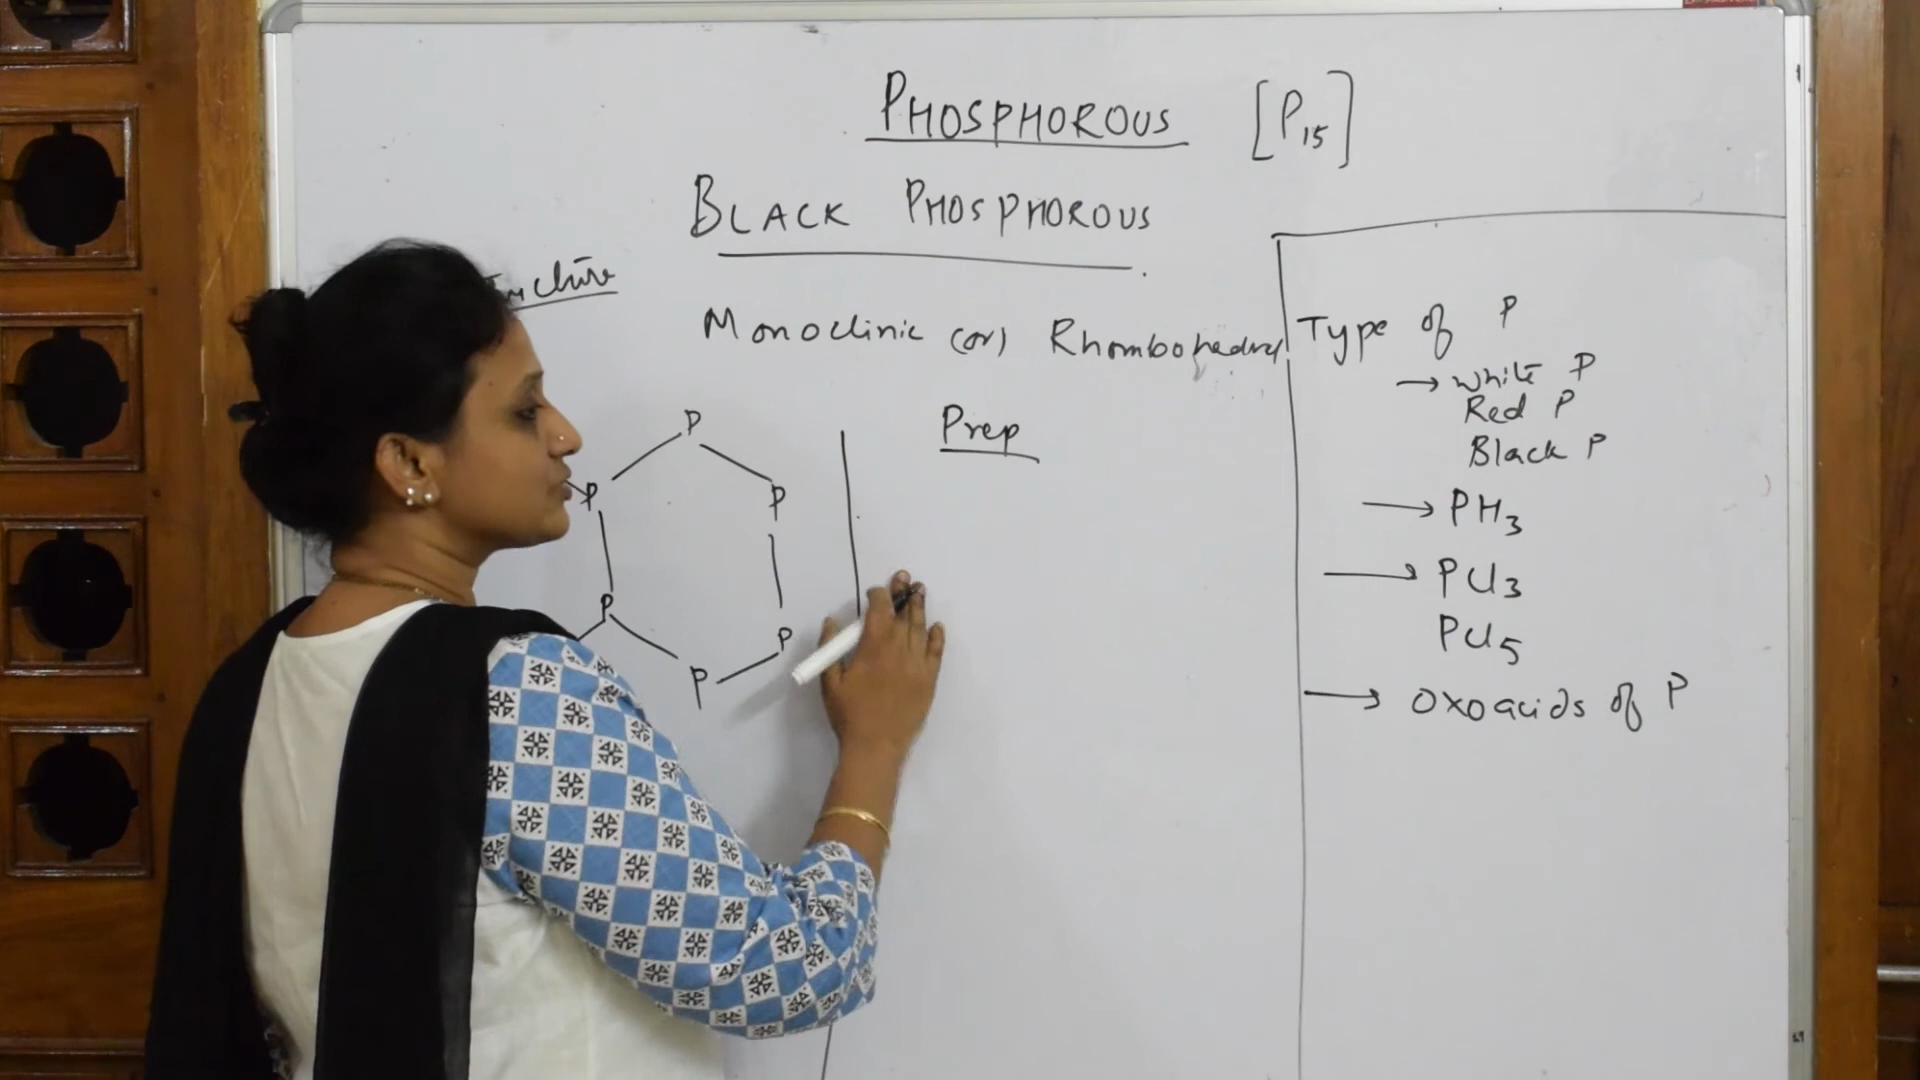 PHOSPHOROUS [P15]
BLACK PHOSPHOROUS
Monoclinic (or) Rhombohedral
Prep
P
P
P
P
P
P
Type of P
→ White P
Red P
Black P
→ PH3
→ PCl3
PCl5
→ Oxoacids of P